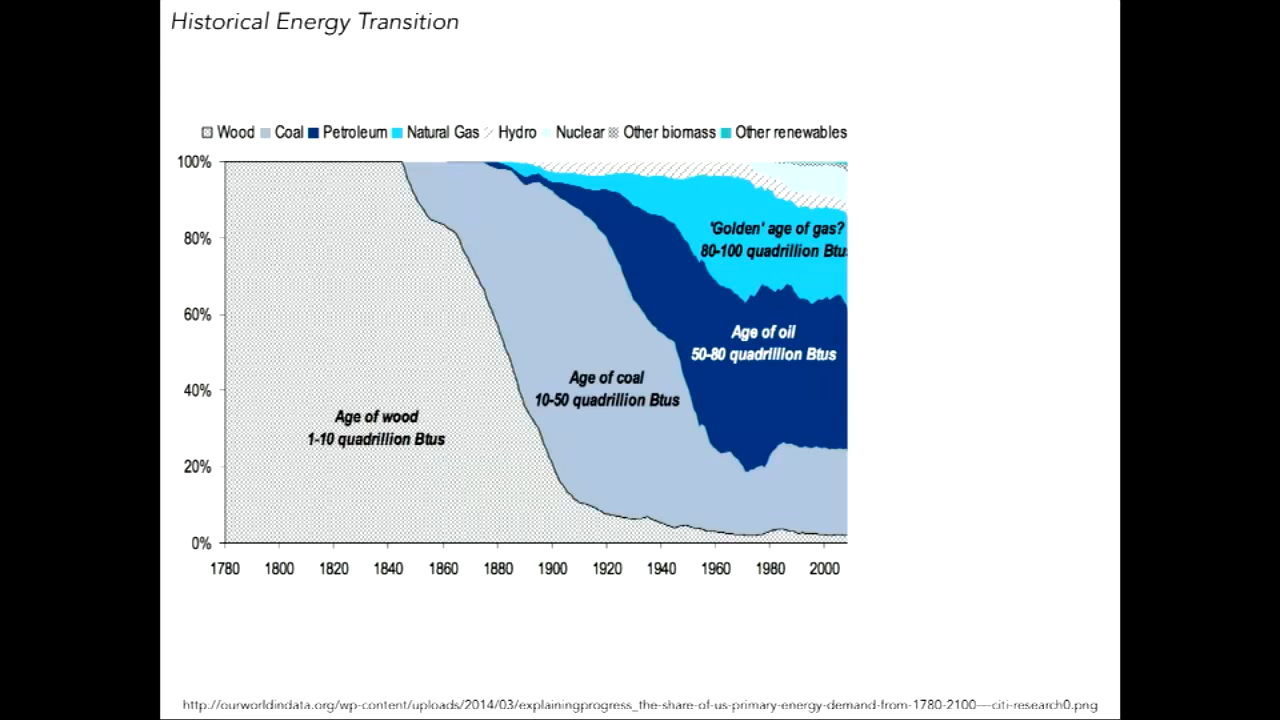 Historical Energy Transition
Wood Coal Petroleum Natural Gas Hydro Nuclear Other biomass Other renewables
100%
80%
60%
40%
20%
0%
'Golden' age of gas?
80-100 quadrillion Btus
Age of oil
50-80 quadrillion Btus
Age of coal
10-50 quadrillion Btus
Age of wood
1-10 quadrillion Btus
1780 1800 1820 1840 1860 1880 1900 1920 1940 1960 1980 2000
http://ourworldindata.org/wp-content/uploads/2014/03/explainingprogress_the-share-of-us-primary-energy-demand-from-1780-2100---citi-research0.png